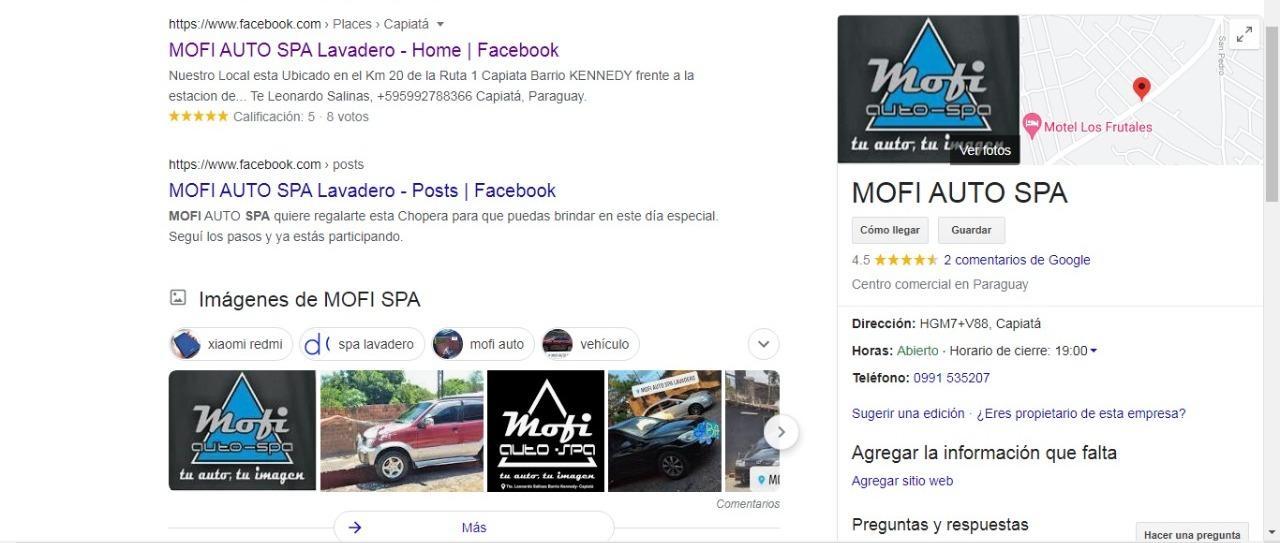 https://www.facebook.com › Places › Capiatá
MOFI AUTO SPA Lavadero - Home | Facebook
Nuestro Local esta Ubicado en el Km 20 de la Ruta 1 Capiata Barrio KENNEDY frente a la
estacion de... Te Leonardo Salinas, +595992788366 Capiatá, Paraguay.
Calificación: 5 · 8 votos
https://www.facebook.com › posts
MOFI AUTO SPA Lavadero - Posts | Facebook
MOFI AUTO SPA quiere regalarte esta Chopera para que puedas brindar en este día especial.
Seguí los pasos y ya estás participando.
Imágenes de MOFI SPA
xiaomi redmi
spa lavadero
mofi auto
vehículo
Mofi
auto-spa
tu auto, tu imagen
Mofi
auto-spa
tu auto, tu imagen
Tte. Leonardo Salinas Barrio Kennedy- Capiatá
MOFI AUTO SPA LAVADERO
Comentarios
Más
Mofi
auto-spa
tu auto, tu imagen
Ver fotos
San Pedro
Motel Los Frutales
MOFI AUTO SPA
Cómo llegar
Guardar
4.5 2 comentarios de Google
Centro comercial en Paraguay
Dirección: HGM7+V88, Capiatá
Horas: Abierto · Horario de cierre: 19:00
Teléfono: 0991 535207
Sugerir una edición · ¿Eres propietario de esta empresa?
Agregar la información que falta
Agregar sitio web
Preguntas y respuestas
Hacer una pregunta